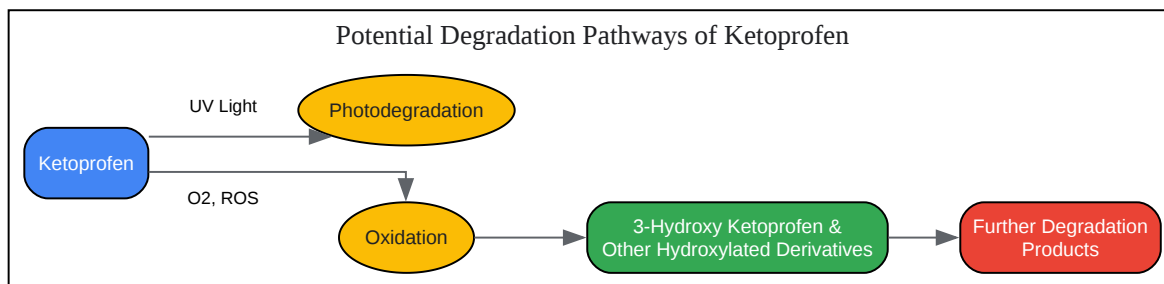 Potential Degradation Pathways of Ketoprofen
UV Light
Photodegradation
Ketoprofen
O2, ROS
Oxidation
3-Hydroxy Ketoprofen &
Other Hydroxylated Derivatives
Further Degradation
Products